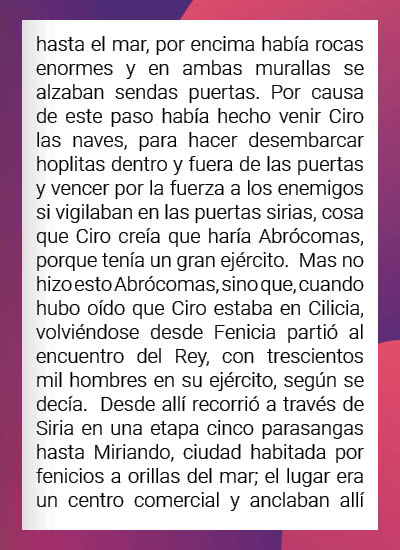 hasta el mar, por encima había rocas
enormes y en ambas murallas se
alzaban sendas puertas. Por causa
de este paso había hecho venir Ciro
las naves, para hacer desembarcar
hoplitas dentro y fuera de las puertas
y vencer por la fuerza a los enemigos
si vigilaban en las puertas sirias, cosa
que Ciro creía que haría Abrócomas,
porque tenía un gran ejército. Mas no
hizo esto Abrócomas, sino que, cuando
hubo oído que Ciro estaba en Cilicia,
volviéndose desde Fenicia partió al
encuentro del Rey, con trescientos
mil hombres en su ejército, según se
decía. Desde allí recorrió a través de
Siria en una etapa cinco parasangas
hasta Miriando, ciudad habitada por
fenicios a orillas del mar; el lugar era
un centro comercial y anclaban allí